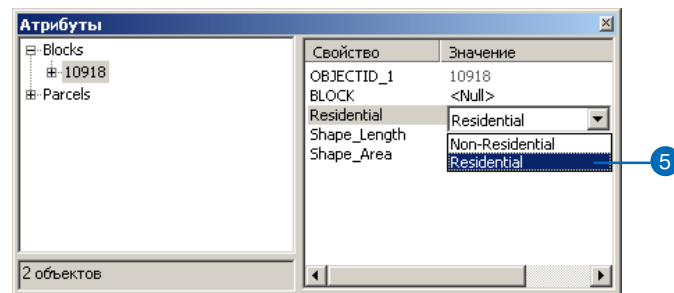 Атрибуты
Blocks
10918
Parcels
2 объектов
Свойство Значение
OBJECTID_1 10918
BLOCK <Null>
Residential Residential
Shape_Length
Shape_Area
Non-Residential
Residential
5